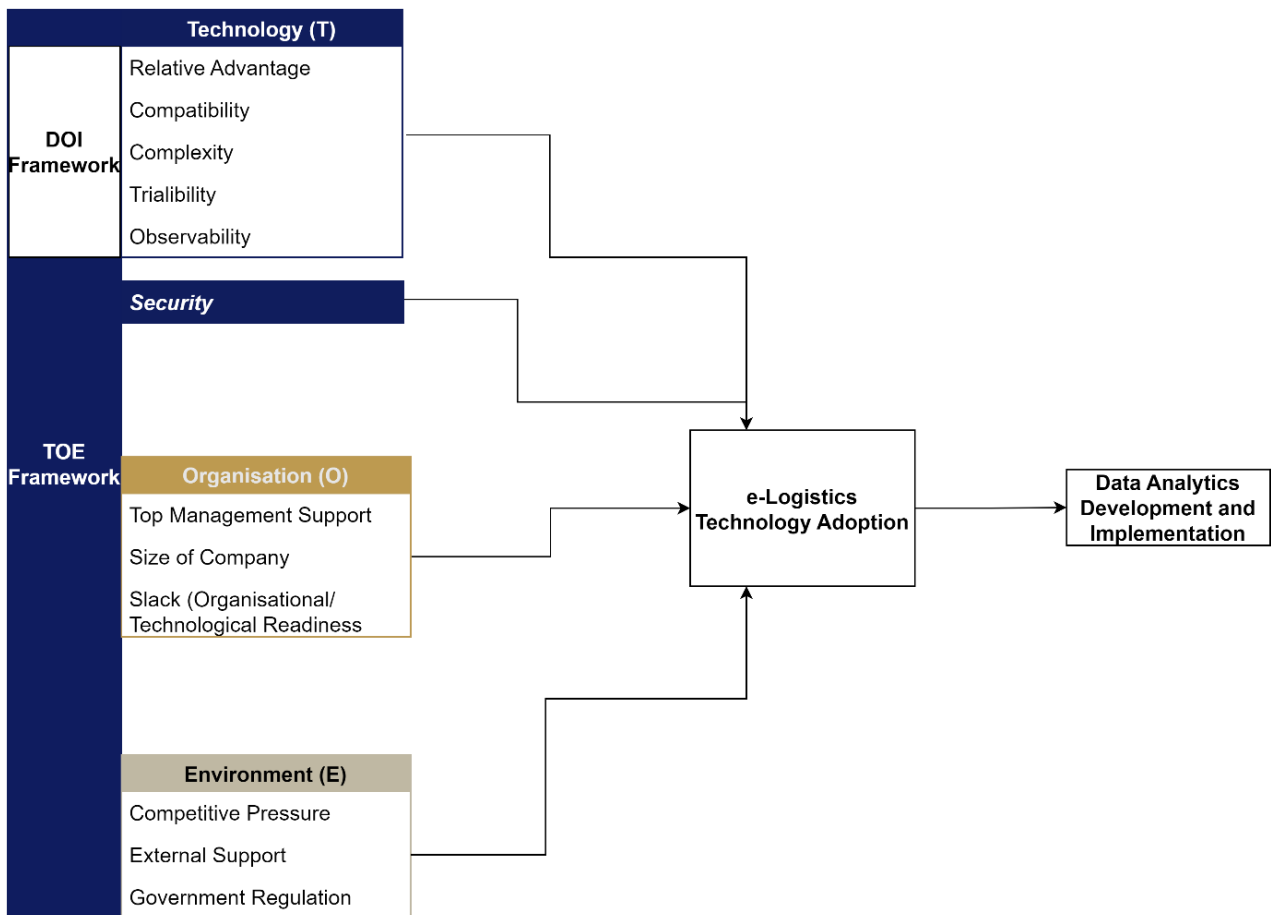 Technology (T)
DOI
Framework
Relative Advantage
Compatibility
Complexity
Trialibility
Observability
Security
TOE
Framework
Organisation (O)
Top Management Support
Size of Company
Slack (Organisational/
Technological Readiness
Environment (E)
Competitive Pressure
External Support
Government Regulation
e-Logistics
Technology Adoption
Data Analytics
Development and
Implementation